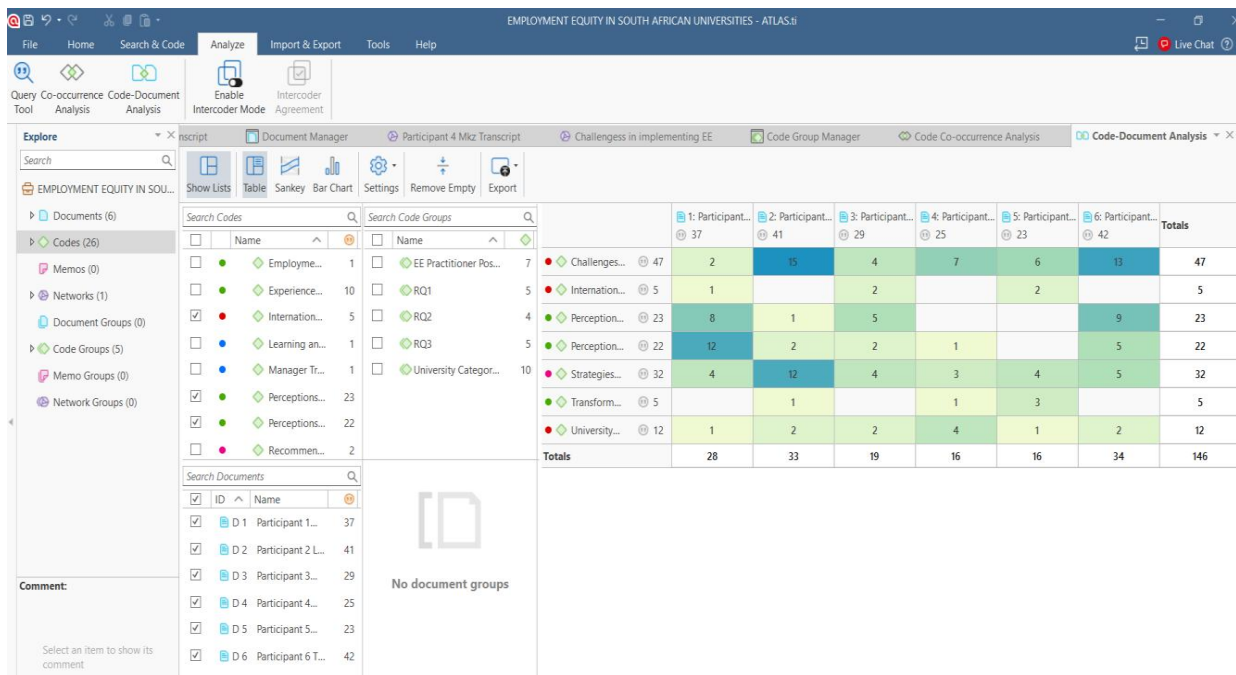 EMPLOYMENT EQUITY IN SOUTH AFRICAN UNIVERSITIES - ATLAS.ti
File Home Search & Code Analyze Import & Export Tools Help Live Chat
Query Tool
Co-occurrence Analysis
Code-Document Analysis
Enable Intercoder Mode
Intercoder Agreement
Explore
nscript Document Manager Participant 4 Mkz Transcript Challengess in implementing EE Code Group Manager Code Co-occurrence Analysis Code-Document Analysis
Search
EMPLOYMENT EQUITY IN SOU...
Documents (6)
Codes (26)
Memos (0)
Networks (1)
Document Groups (0)
Code Groups (5)
Memo Groups (0)
Network Groups (0)
Comment:
Select an item to show its
comment
Show Lists Table Sankey Bar Chart Settings Remove Empty Export
Search Codes
Name
Employme... 1
Experience... 10
Internation... 5
Learning an... 1
Manager Tr... 1
Perceptions... 23
Perceptions... 22
Recommen... 2
Search Code Groups
Name
EE Practitioner Pos... 7
RQ1 5
RQ2 4
RQ3 5
University Categor... 10
Search Documents
ID Name
D 1 Participant 1... 37
D 2 Participant 2 L... 41
D 3 Participant 3... 29
D 4 Participant 4... 25
D 5 Participant 5... 23
D 6 Participant 6 T... 42
No document groups
1: Participant... 2: Participant... 3: Participant... 4: Participant... 5: Participant... 6: Participant... Totals
37 41 29 25 23 42
Challenges... 47 2 15 4 7 6 13 47
Internation... 5 1 2 2 5
Perception... 23 8 1 5 9 23
Perception... 22 12 2 2 1 5 22
Strategies... 32 4 12 4 3 4 5 32
Transform... 5 1 1 3 5
University... 12 1 2 2 4 1 2 12
Totals 28 33 19 16 16 34 146